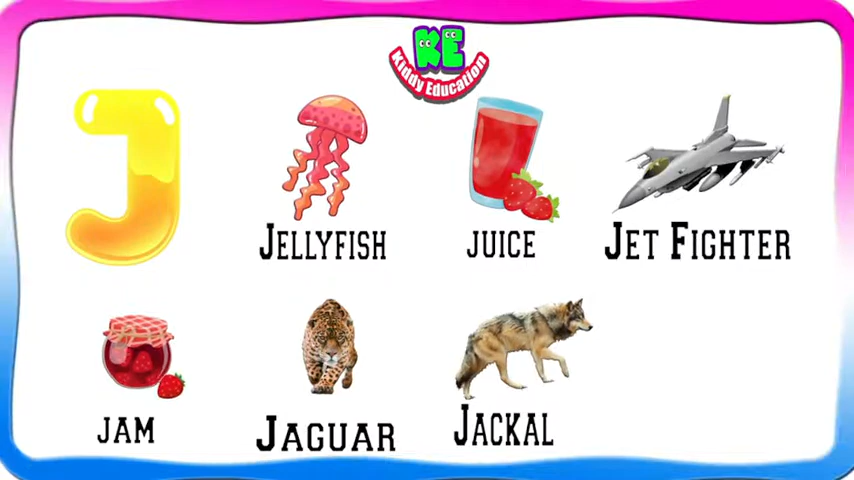 KE
Kiddy Education
J
JELLYFISH
JUICE
JET FIGHTER
JAM
JAGUAR
JACKAL